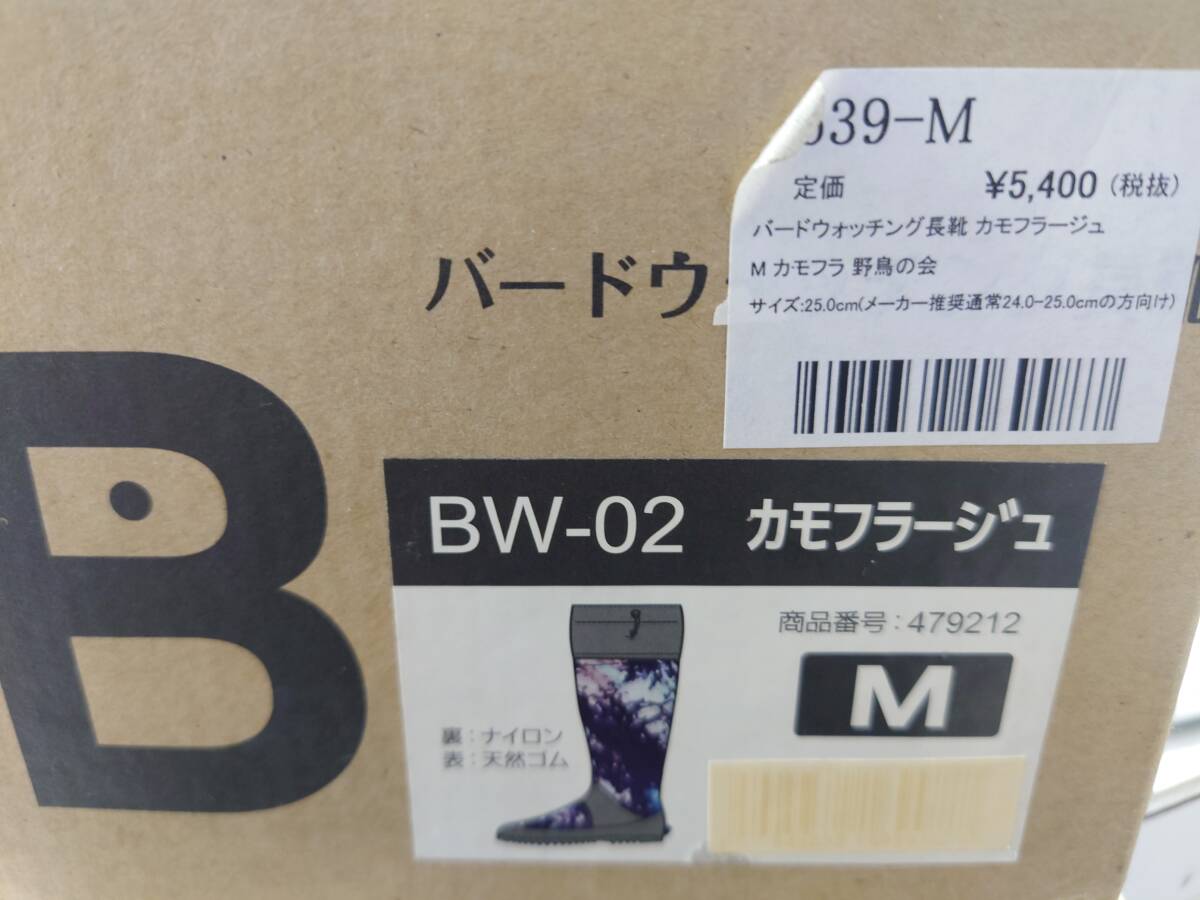 39-M
定価 ¥5,400 (税抜)
バードウォッチング長靴 カモフラージュ
M カモフラ 野鳥の会
サイズ:25.0cm(メーカー推奨通常24.0-25.0cmの方向け)
バードウ
B
BW-02 カモフラージュ
商品番号:479212
M
裏:ナイロン
表:天然ゴム